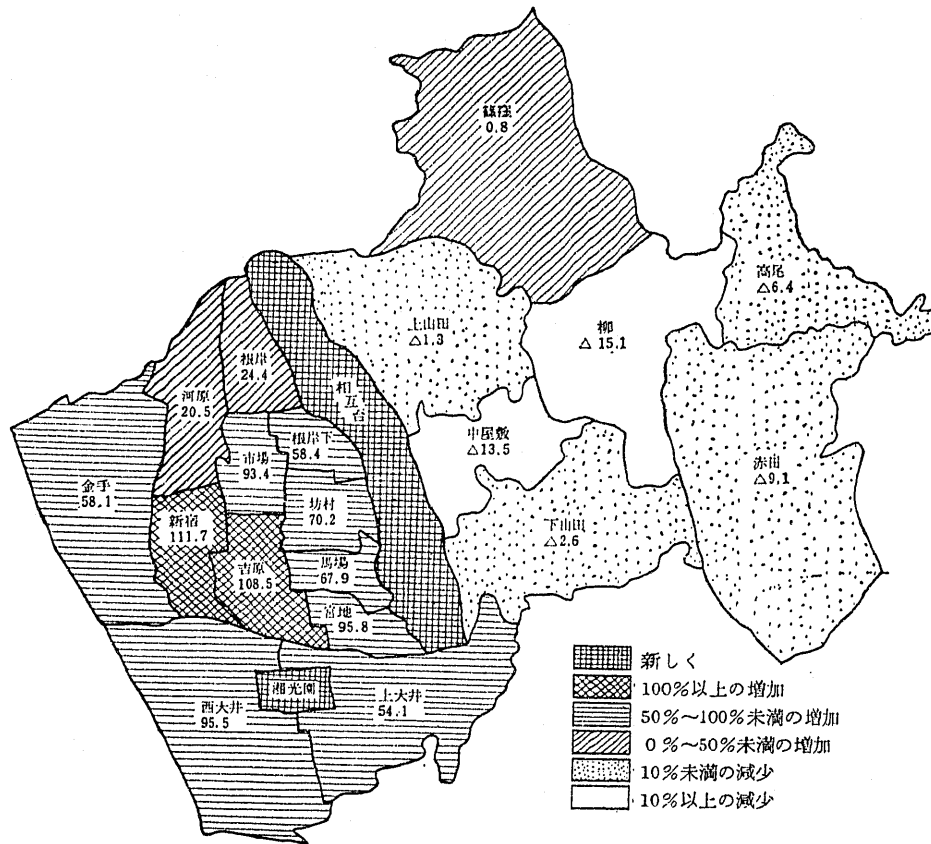 篠窪
0.8
高尾
△6.4
上山田
△1.3
柳
△15.1
根岸
24.4
河原
20.5
相互台
根岸下
58.4
中屋敷
△13.5
市場
93.4
赤田
△9.1
金手
58.1
坊村
70.2
新宿
111.7
下山田
△2.6
吉原
108.5
馬場
67.9
宮地
95.8
湘光園
西大井
95.5
上大井
54.1
新しく
100%以上の増加
50%~100%未満の増加
0%~50%未満の増加
10%未満の減少
10%以上の減少